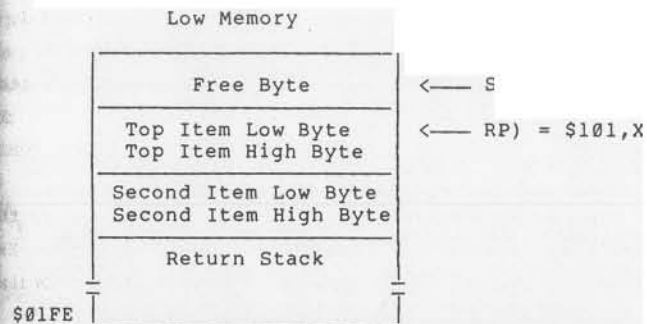 Low Memory
Free Byte <—— S
Top Item Low Byte <—— RP) = $101,X
Top Item High Byte
Second Item Low Byte
Second Item High Byte
Return Stack
$01FE